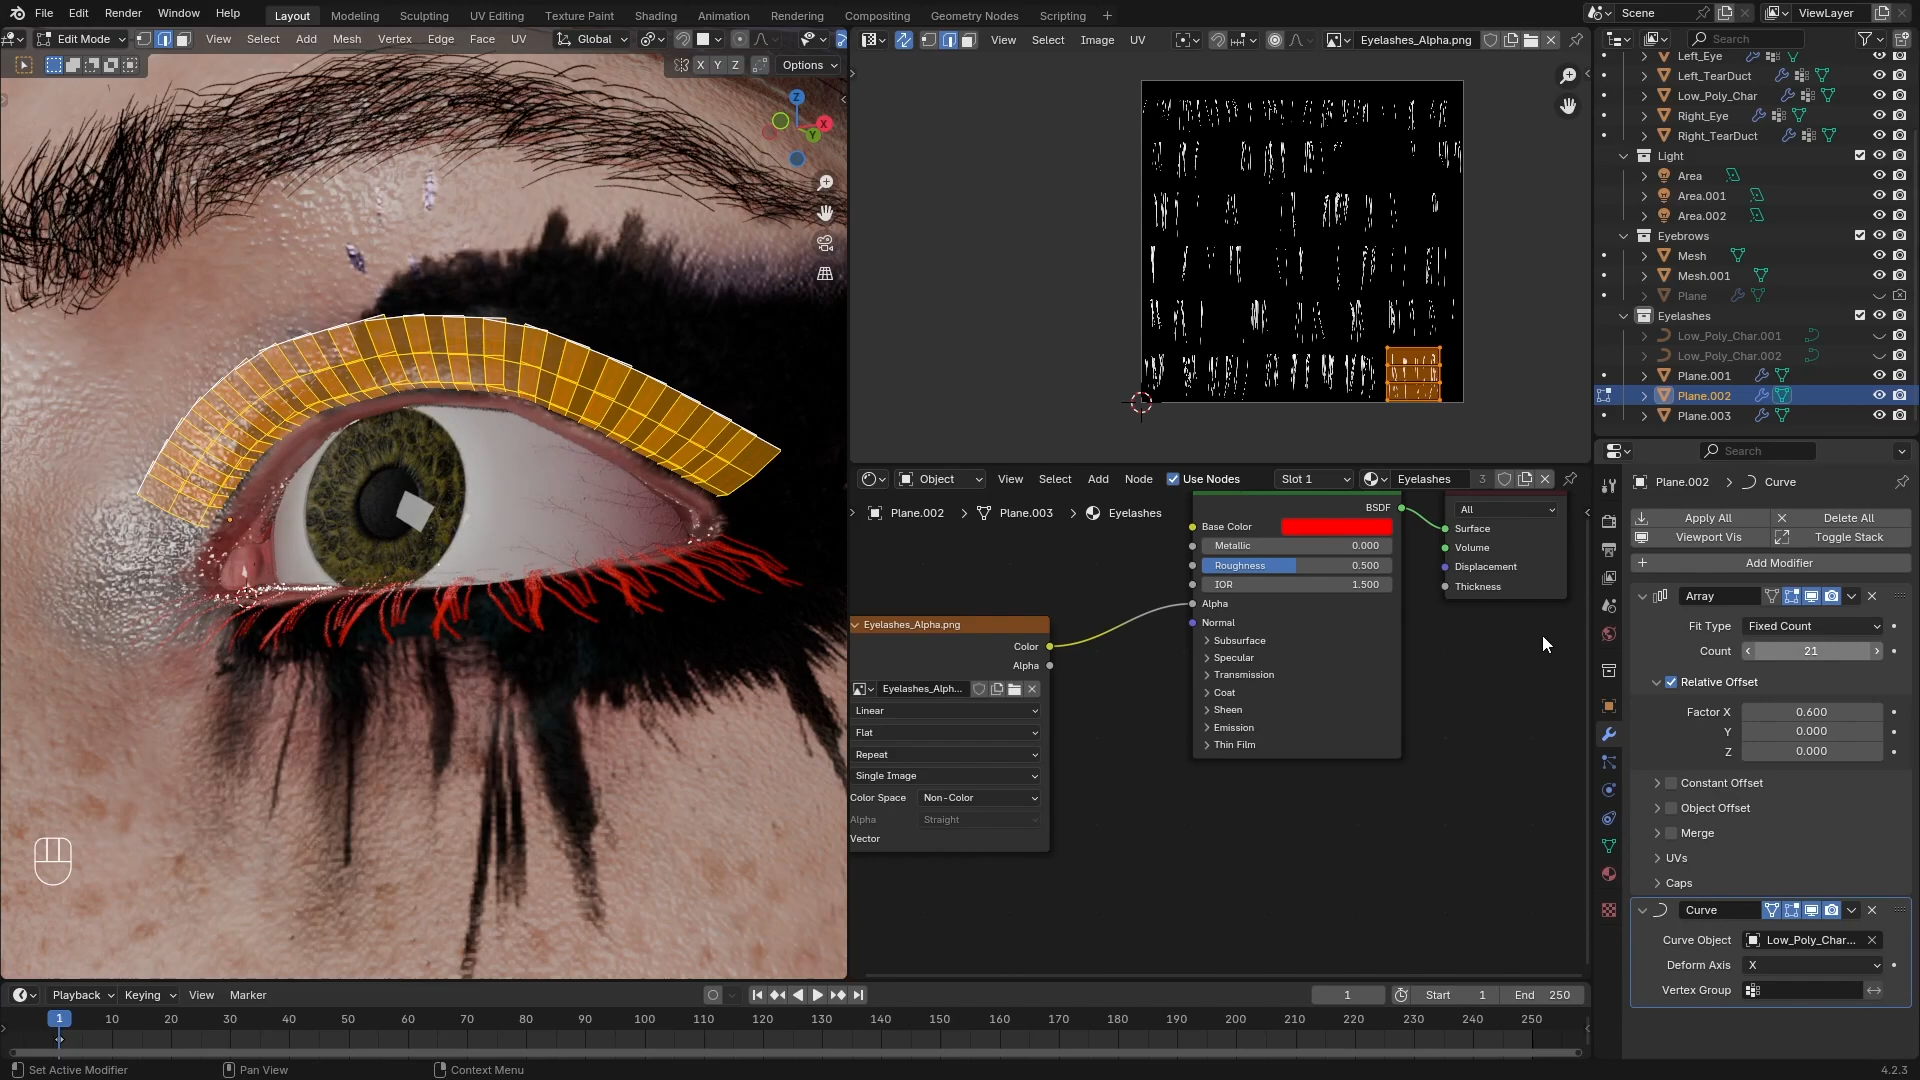 File Edit Render Window Help Layout Modeling Sculpting UV Editing Texture Paint Shading Animation Rendering Compositing Geometry Nodes Scripting + Scene ViewLayer
Edit Mode View Select Add Mesh Vertex Edge Face UV Global
X Y Z Options
View Select Image UV Eyelashes_Alpha.png
Search
Z
X
Y
Left_Eye
Left_TearDuct
Low_Poly_Char
Right_Eye
Right_TearDuct
Light
Area
Area.001
Area.002
Eyebrows
Mesh
Mesh.001
Plane
Eyelashes
Low_Poly_Char.001
Low_Poly_Char.002
Plane.001
Plane.002
Plane.003
Object View Select Add Node Use Nodes Slot 1 Eyelashes 3
Plane.002 > Plane.003 > Eyelashes
BSDF
Base Color
Metallic 0.000
Roughness 0.500
IOR 1.500
Alpha
Normal
Subsurface
Specular
Transmission
Coat
Sheen
Emission
Thin Film
All
Surface
Volume
Displacement
Thickness
Eyelashes_Alpha.png
Color
Alpha
Eyelashes_Alph...
Linear
Flat
Repeat
Single Image
Color Space Non-Color
Alpha Straight
Vector
Search
Plane.002 > Curve
Apply All Delete All
Viewport Vis Toggle Stack
Add Modifier
Array
Fit Type Fixed Count
Count 21
Relative Offset
Factor X 0.600
Y 0.000
Z 0.000
Constant Offset
Object Offset
Merge
UVs
Caps
Curve
Curve Object Low_Poly_Char...
Deform Axis X
Vertex Group
Playback Keying View Marker 1 Start 1 End 250
1 10 20 30 40 50 60 70 80 90 100 110 120 130 140 150 160 170 180 190 200 210 220 230 240 250
Set Active Modifier Pan View Context Menu 4.2.3